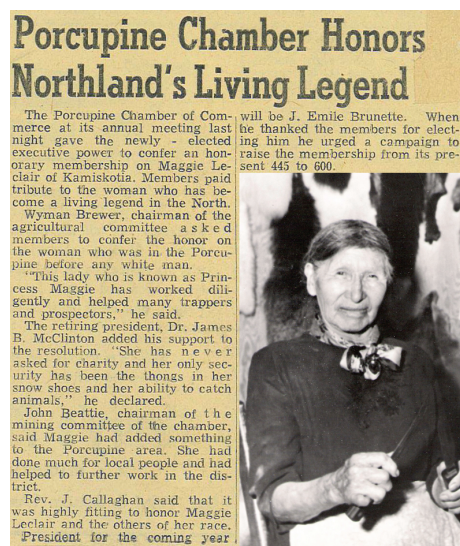 Porcupine Chamber Honors
Northland's Living Legend
The Porcupine Chamber of Com-
merce at its annual meeting last
night gave the newly - elected
executive power to confer an hon-
orary membership on Maggie Le-
clair of Kamiskotia. Members paid
tribute to the woman who has be-
come a living legend in the North.
Wyman Brewer, chairman of the
agricultural committee asked
members to confer the honor on
the woman who was in the Porcu-
pine before any white man.
"This lady who is known as Prin-
cess Maggie has worked dili-
gently and helped many trappers
and prospectors," he said.
The retiring president, Dr. James
B. McClinton added his support to
the resolution. "She has never
asked for charity and her only sec-
urity has been the thongs in her
snow shoes and her ability to catch
animals," he declared.
John Beattie, chairman of the
mining committee of the chamber,
said Maggie had added something
to the Porcupine area. She had
done much for local people and had
helped to further work in the dis-
trict.
Rev. J. Callaghan said that it
was highly fitting to honor Maggie
Leclair and the others of her race.
President for the coming year
will be J. Emile Brunette. When
he thanked the members for elect-
ing him he urged a campaign to
raise the membership from its pre-
sent 445 to 600.